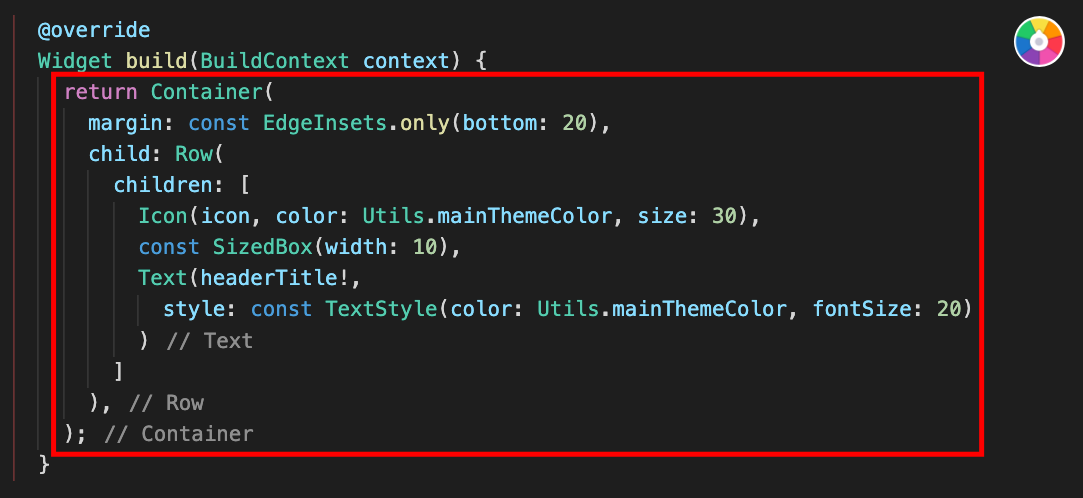 @override
Widget build(BuildContext context) {
return Container(
margin: const EdgeInsets.only(bottom: 20),
child: Row(
children: [
Icon(icon, color: Utils.mainThemeColor, size: 30),
const SizedBox(width: 10),
Text(headerTitle!,
style: const TextStyle(color: Utils.mainThemeColor, fontSize: 20)
) // Text
]
), // Row
); // Container
}